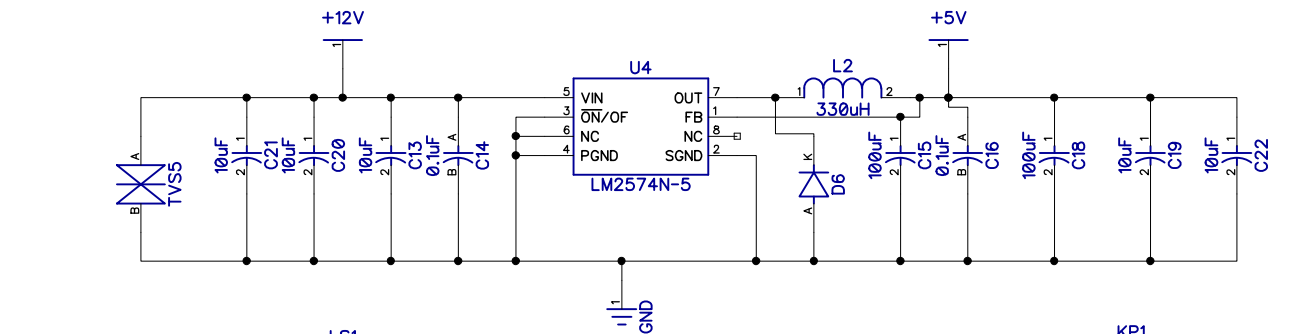 +12V
+5V
1
1
U4
L2
5
VIN
OUT
7
1
2
330uH
3
ON/OF
FB
1
6
NC
NC
8
4
PGND
SGND
2
LM2574N-5
A
B
TVS5
10uF
1
2
C21
10uF
1
2
C20
10uF
1
2
C13
0.1uF
A
B
C14
K
A
D6
100uF
1
2
C15
0.1uF
A
B
C16
100uF
1
2
C18
10uF
1
2
C19
10uF
1
2
C22
1
GND
KP1